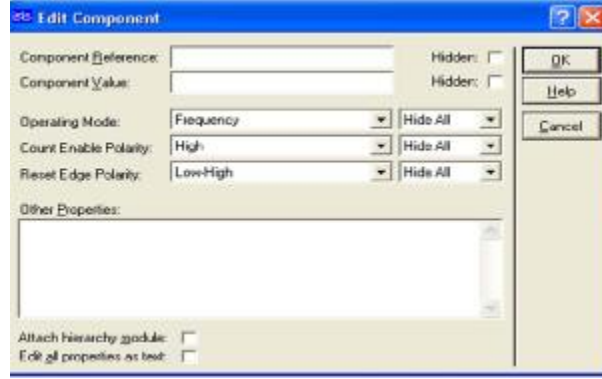 isis Edit Component
Component Reference: Hidden: OK
Component Value: Hidden: Help
Operating Mode: Frequency Hide All Cancel
Count Enable Polarity: High Hide All
Reset Edge Polarity: Low-High Hide All
Other Properties:
Attach hierarchy module:
Edit all properties as text: